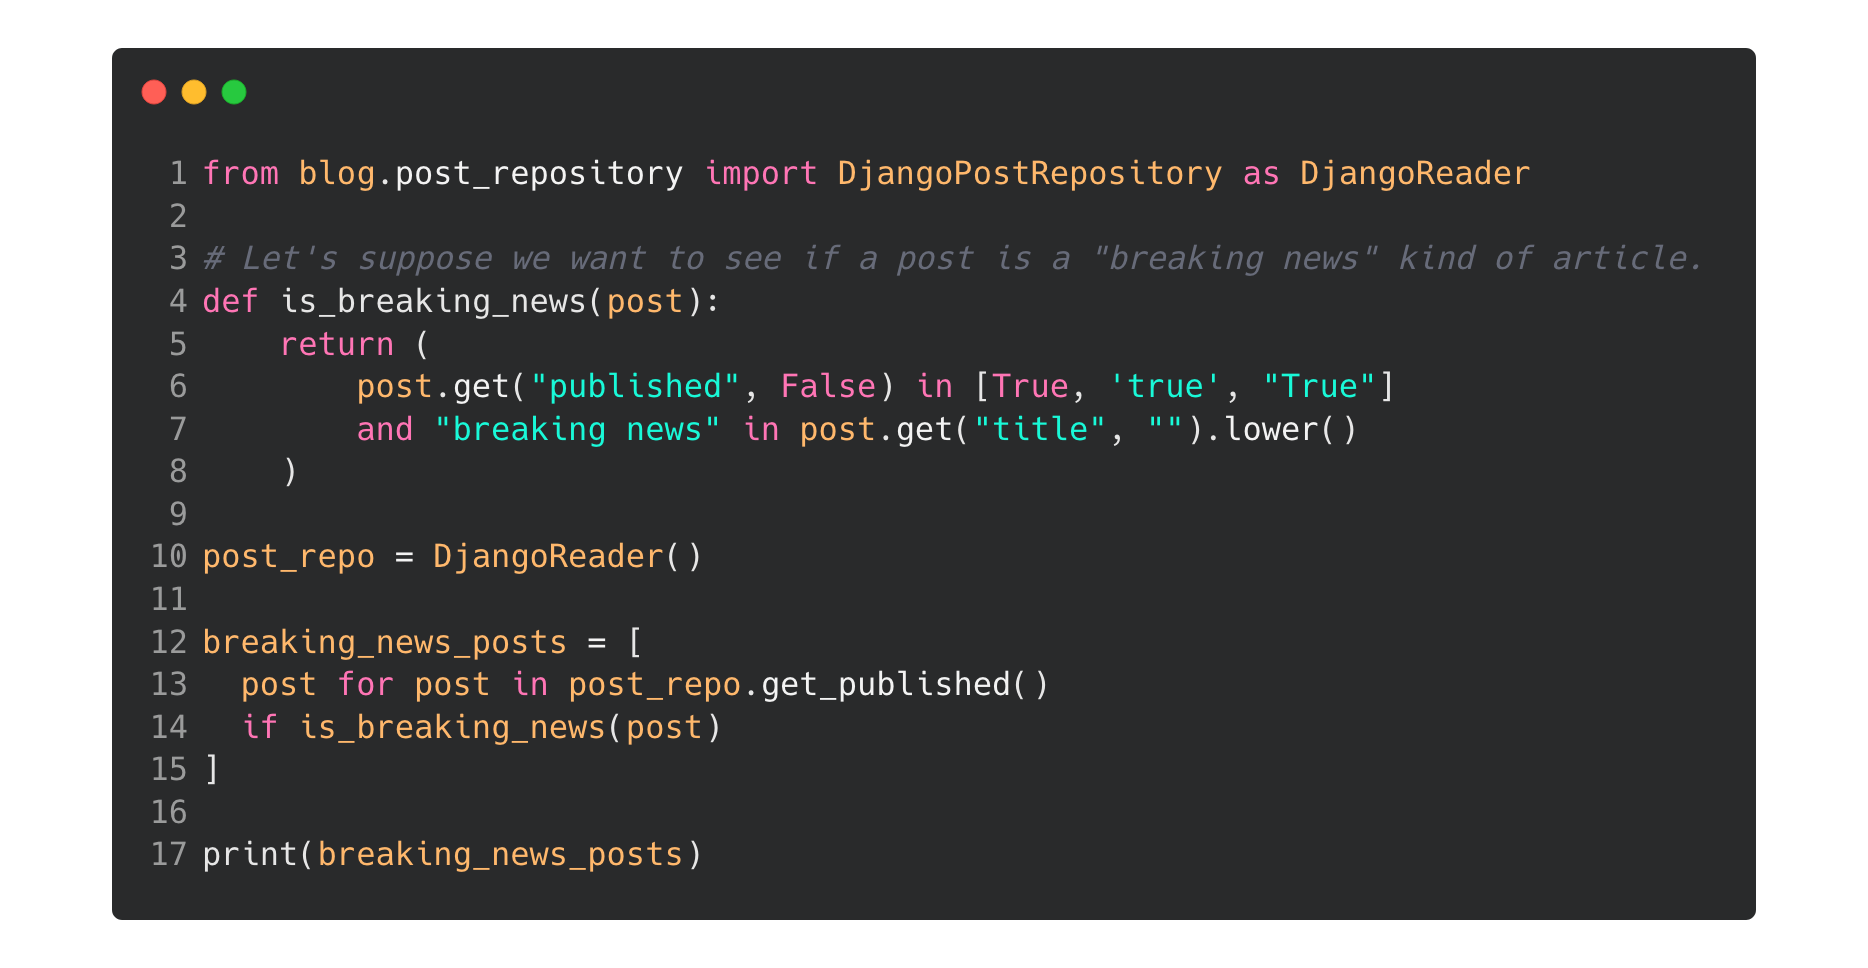 1 from blog.post_repository import DjangoPostRepository as DjangoReader
2
3 # Let's suppose we want to see if a post is a "breaking news" kind of article.
4 def is_breaking_news(post):
5     return (
6         post.get("published", False) in [True, 'true', "True"]
7         and "breaking news" in post.get("title", "").lower()
8     )
9
10 post_repo = DjangoReader()
11
12 breaking_news_posts = [
13   post for post in post_repo.get_published()
14   if is_breaking_news(post)
15 ]
16
17 print(breaking_news_posts)